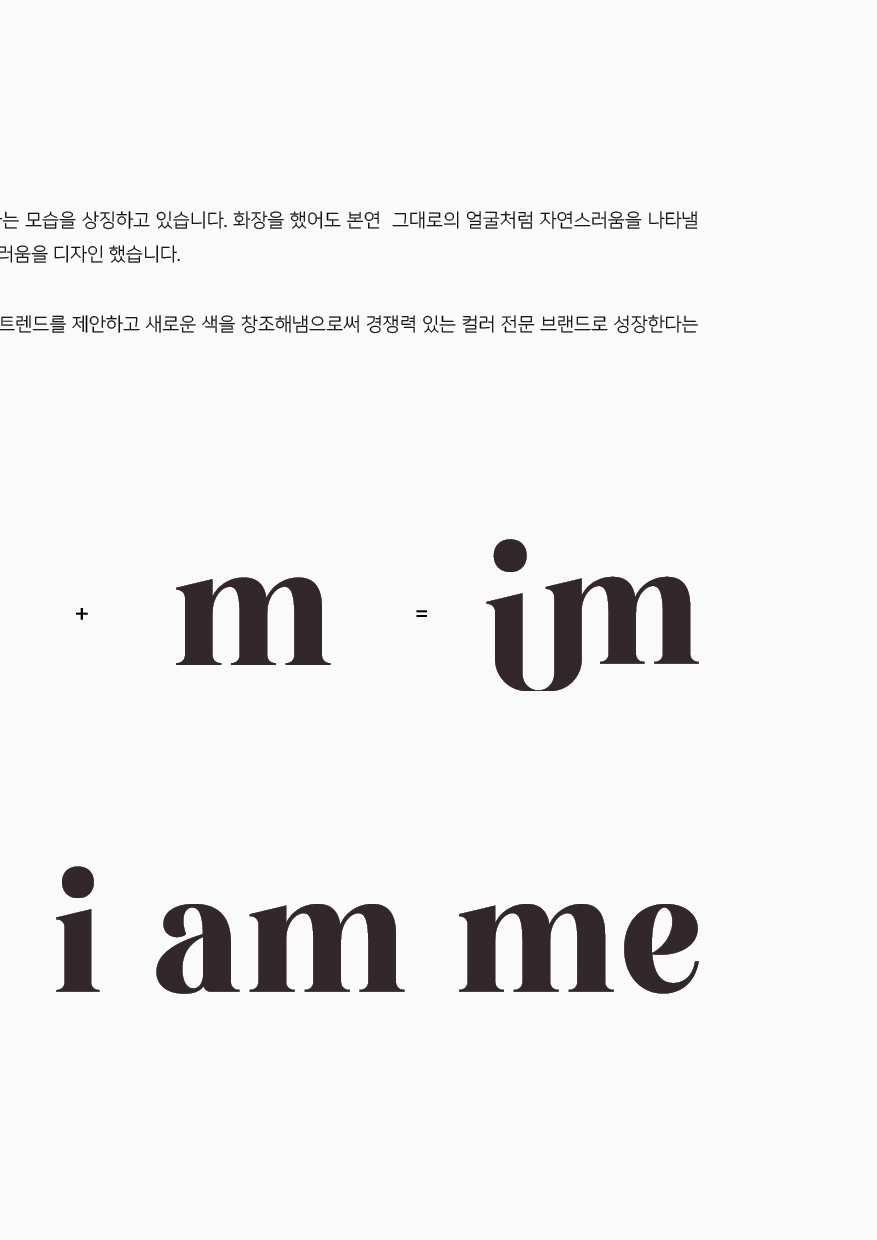 는 모습을 상징하고 있습니다. 화장을 했어도 본연 그대로의 얼굴처럼 자연스러움을 나타낼
러움을 디자인 했습니다.
트렌드를 제안하고 새로운 색을 창조해냄으로써 경쟁력 있는 컬러 전문 브랜드로 성장한다는
+ m = im
i am me